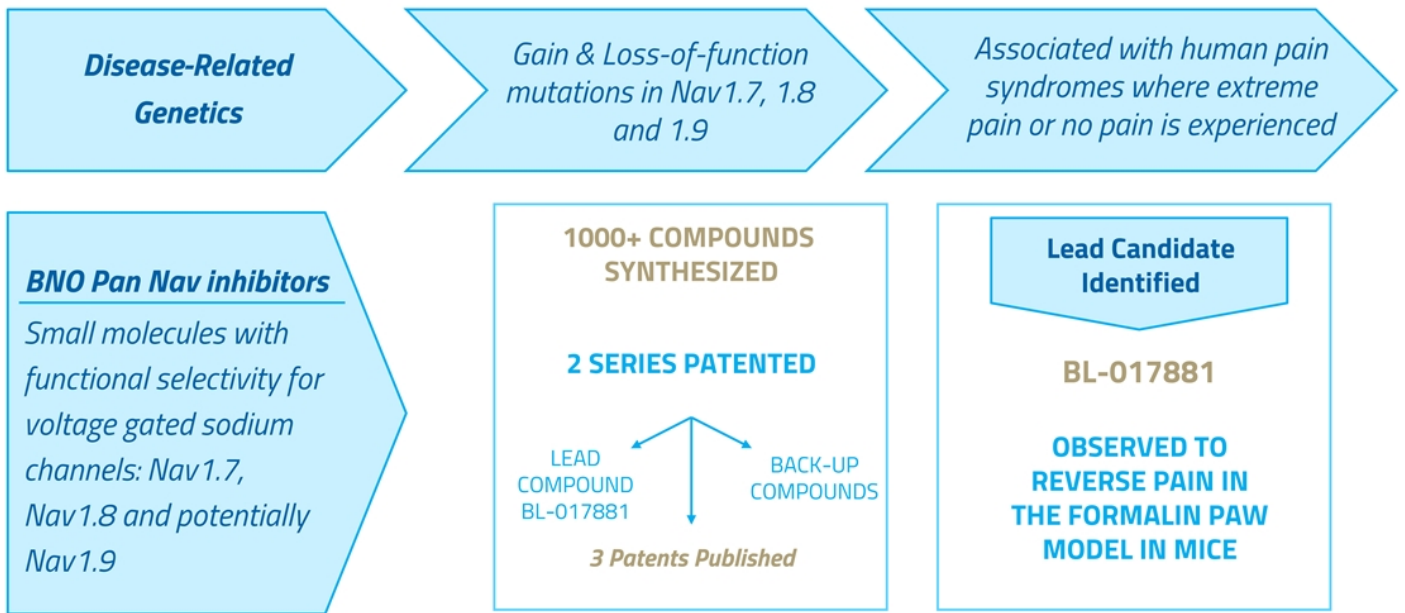 Disease-Related
Genetics
Gain & Loss-of-function
mutations in Nav1.7, 1.8
and 1.9
Associated with human pain
syndromes where extreme
pain or no pain is experienced
BNO Pan Nav inhibitors
Small molecules with
functional selectivity for
voltage gated sodium
channels: Nav1.7,
Nav1.8 and potentially
Nav1.9
1000+ COMPOUNDS
SYNTHESIZED
2 SERIES PATENTED
LEAD
COMPOUND
BL-017881
BACK-UP
COMPOUNDS
3 Patents Published
Lead Candidate
Identified
BL-017881
OBSERVED TO
REVERSE PAIN IN
THE FORMALIN PAW
MODEL IN MICE